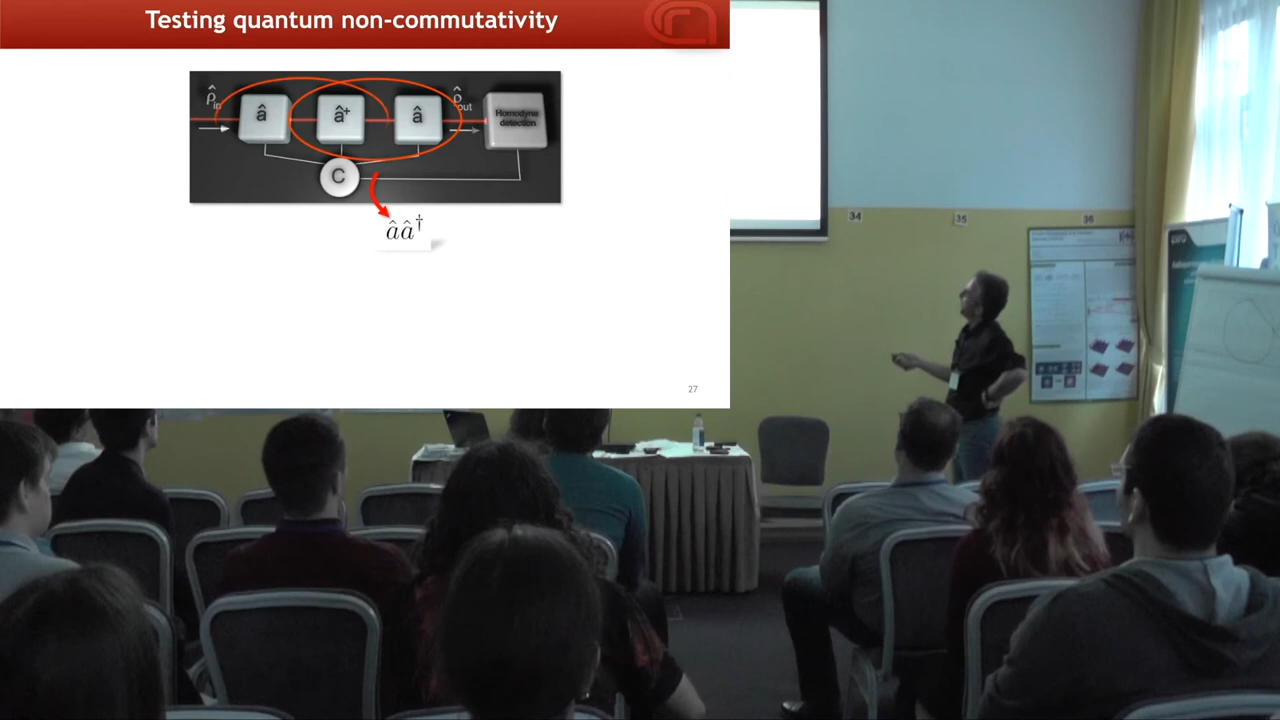 Testing quantum non-commutativity
ρ̂in
â
â⁺
â
ρ̂out
Homodyne
detection
C
ââ†
27
34
35
36